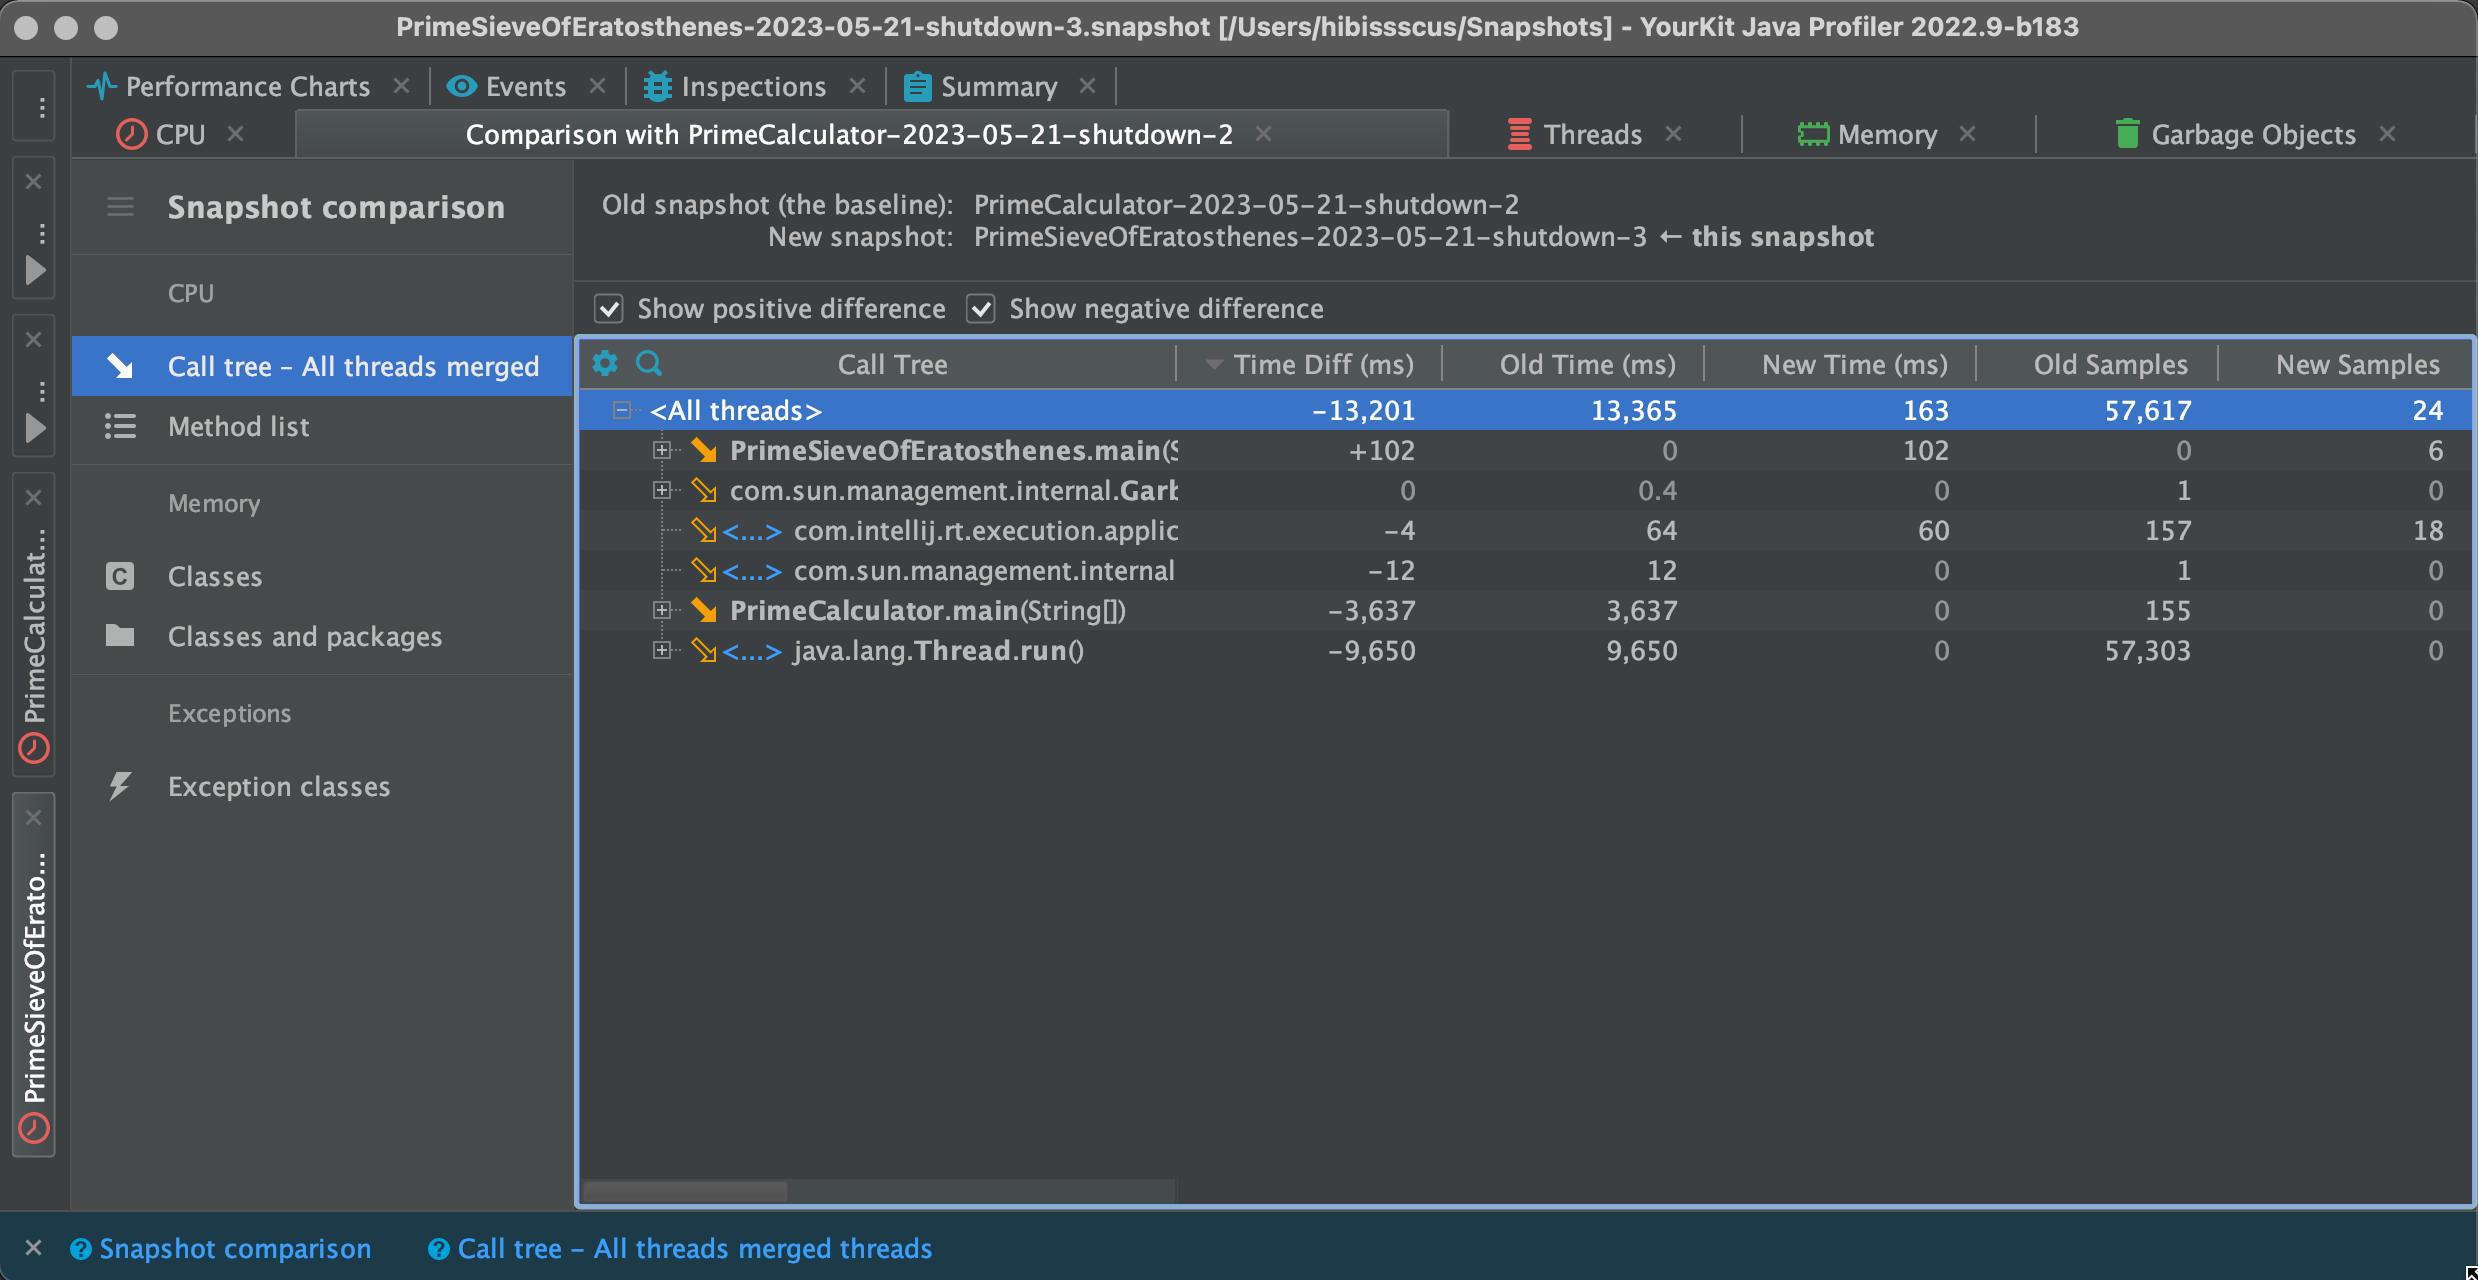 PrimeSieveOfEratosthenes-2023-05-21-shutdown-3.snapshot [/Users/hibissscus/Snapshots] - YourKit Java Profiler 2022.9-b183
Performance Charts Events Inspections Summary
CPU Comparison with PrimeCalculator-2023-05-21-shutdown-2 Threads Memory Garbage Objects
PrimeCalculat...
PrimeSieveOfErato...
Snapshot comparison
CPU
Call tree – All threads merged
Method list
Memory
C Classes
Classes and packages
Exceptions
Exception classes
Old snapshot (the baseline): PrimeCalculator-2023-05-21-shutdown-2
New snapshot: PrimeSieveOfEratosthenes-2023-05-21-shutdown-3 ← this snapshot
Show positive difference Show negative difference
Call Tree Time Diff (ms) Old Time (ms) New Time (ms) Old Samples New Samples
<All threads> -13,201 13,365 163 57,617 24
PrimeSieveOfEratosthenes.main(S +102 0 102 0 6
com.sun.management.internal.Garb 0 0.4 0 1 0
<...> com.intellij.rt.execution.applic -4 64 60 157 18
<...> com.sun.management.internal -12 12 0 1 0
PrimeCalculator.main(String[]) -3,637 3,637 0 155 0
<...> java.lang.Thread.run() -9,650 9,650 0 57,303 0
? Snapshot comparison ? Call tree – All threads merged threads